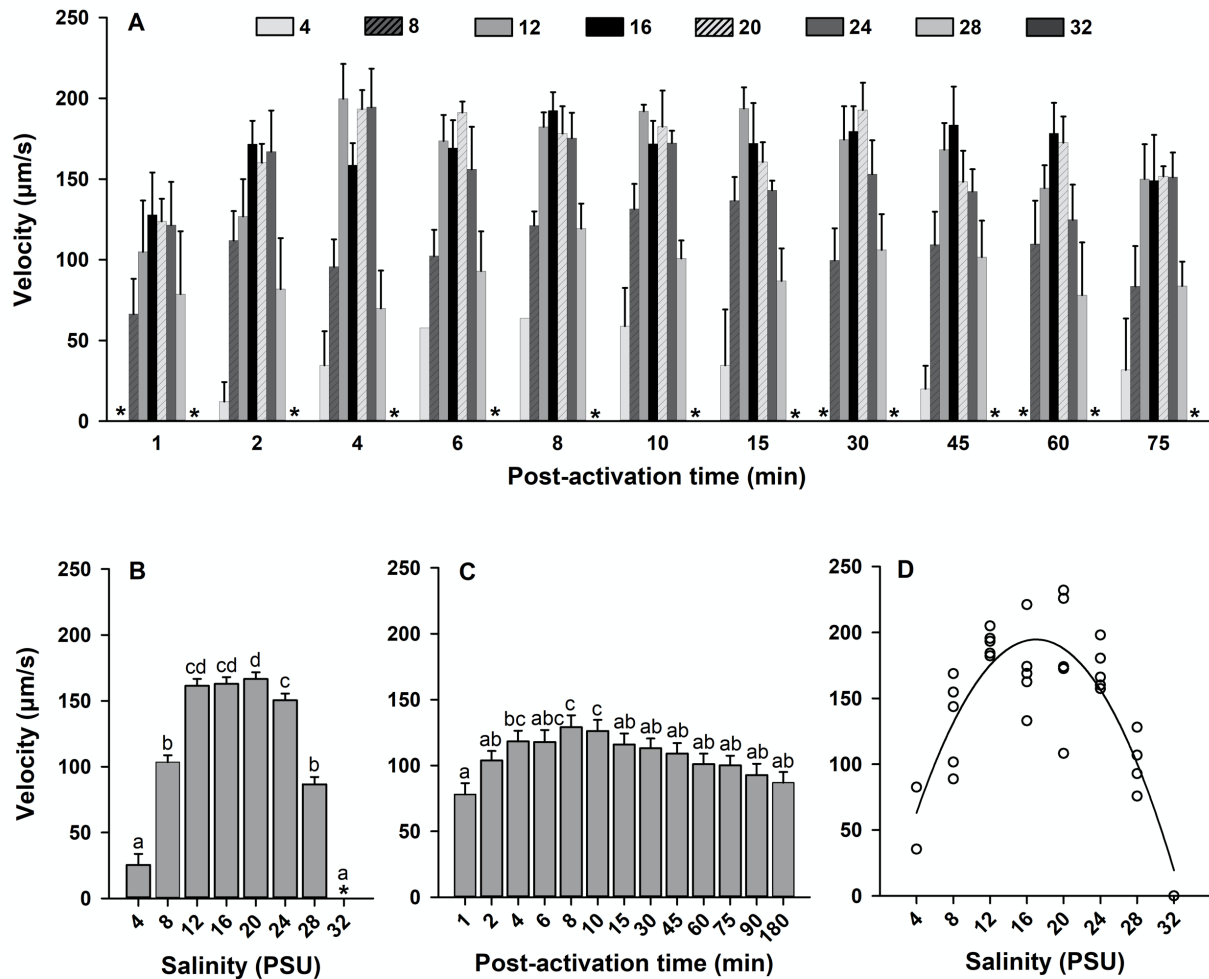 A
4 8 12 16 20 24 28 32
250
200
150
100
50
0
Velocity (µm/s)
* * * * * * * * * * * * * *
1 2 4 6 8 10 15 30 45 60 75
Post-activation time (min)
B
250
200
150
100
50
0
Velocity (µm/s)
a b cd cd d c b a
*
4 8 12 16 20 24 28 32
Salinity (PSU)
C
250
200
150
100
50
0
a ab bc abc c c ab ab ab ab ab ab ab
1 2 4 6 8 10 15 30 45 60 75 90 180
Post-activation time (min)
D
250
200
150
100
50
0
4 8 12 16 20 24 28 32
Salinity (PSU)